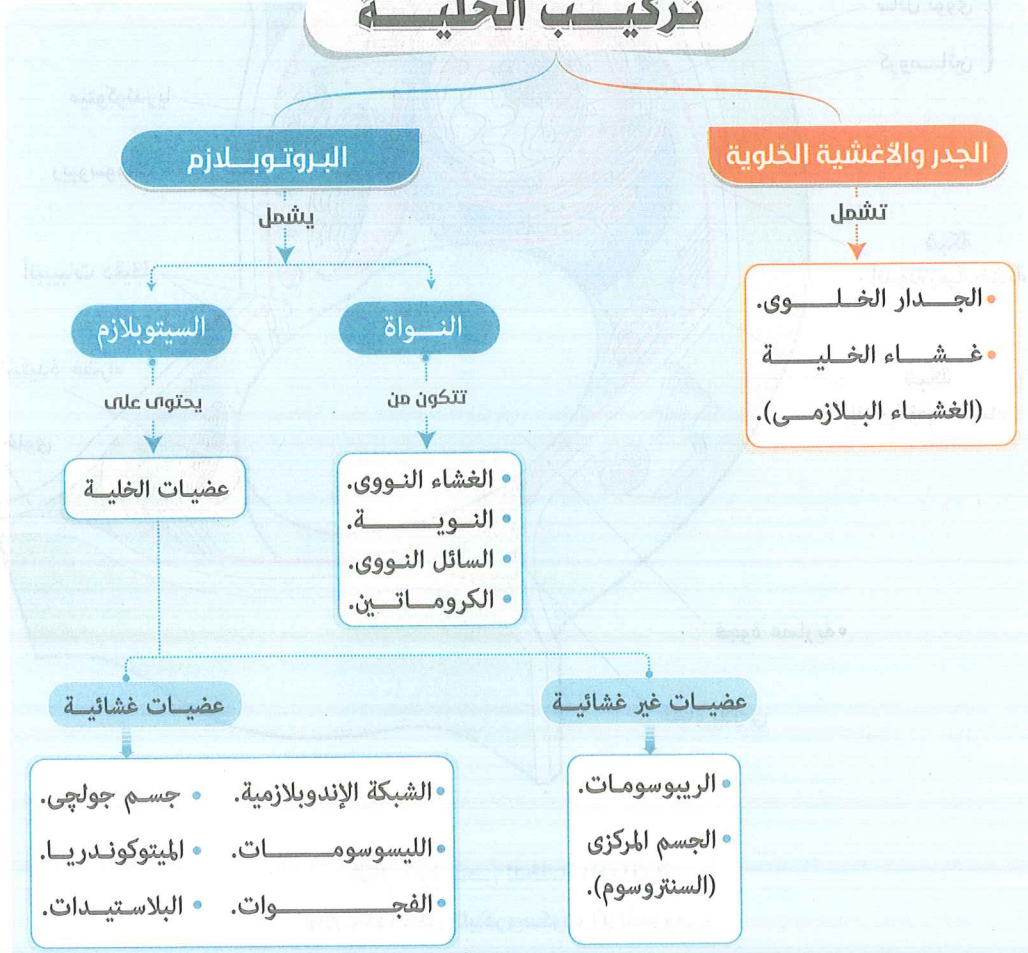 تركيب الخلية
الجدر والأغشية الخلوية
البروتوبلازم
تشمل
يشمل
• الجدار الخلوى.
• غشاء الخلية
(الغشاء البلازمى).
النواة
السيتوبلازم
تتكون من
يحتوى على
• الغشاء النووى.
• النوية.
• السائل النووى.
• الكروماتين.
عضيات الخلية
عضيات غير غشائية
عضيات غشائية
• الريبوسومات.
• الجسم المركزى
(السنتروسوم).
• الشبكة الإندوبلازمية.
• جسم جولچى.
• الليسوسومات.
• الميتوكوندريا.
• الفجوات.
• البلاستيدات.